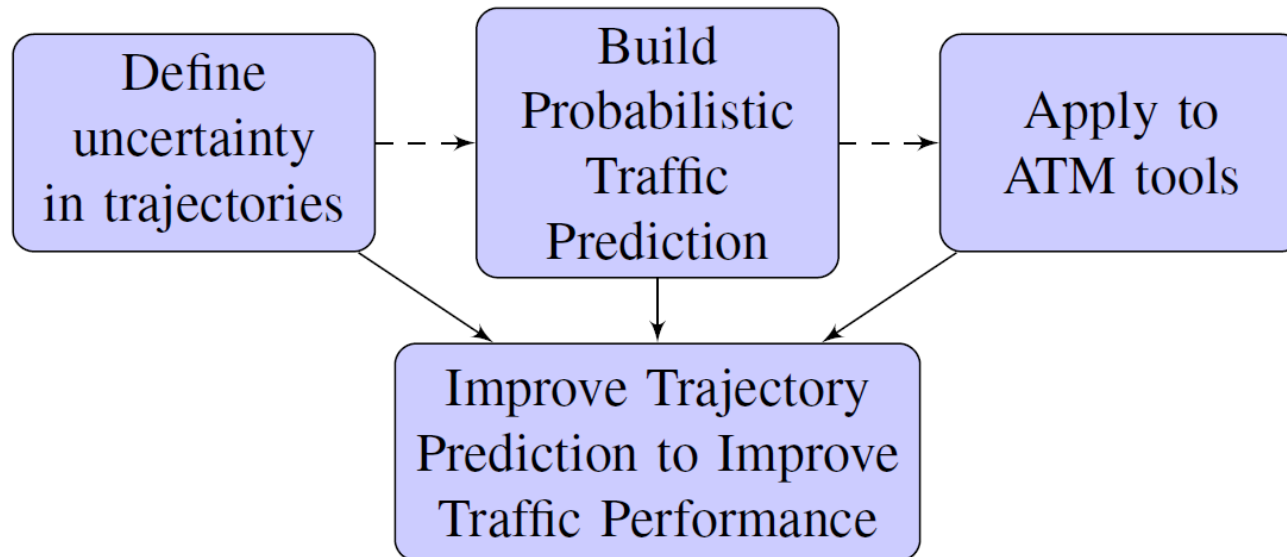 Define
uncertainty
in trajectories
Build
Probabilistic
Traffic
Prediction
Apply to
ATM tools
Improve Trajectory
Prediction to Improve
Traffic Performance